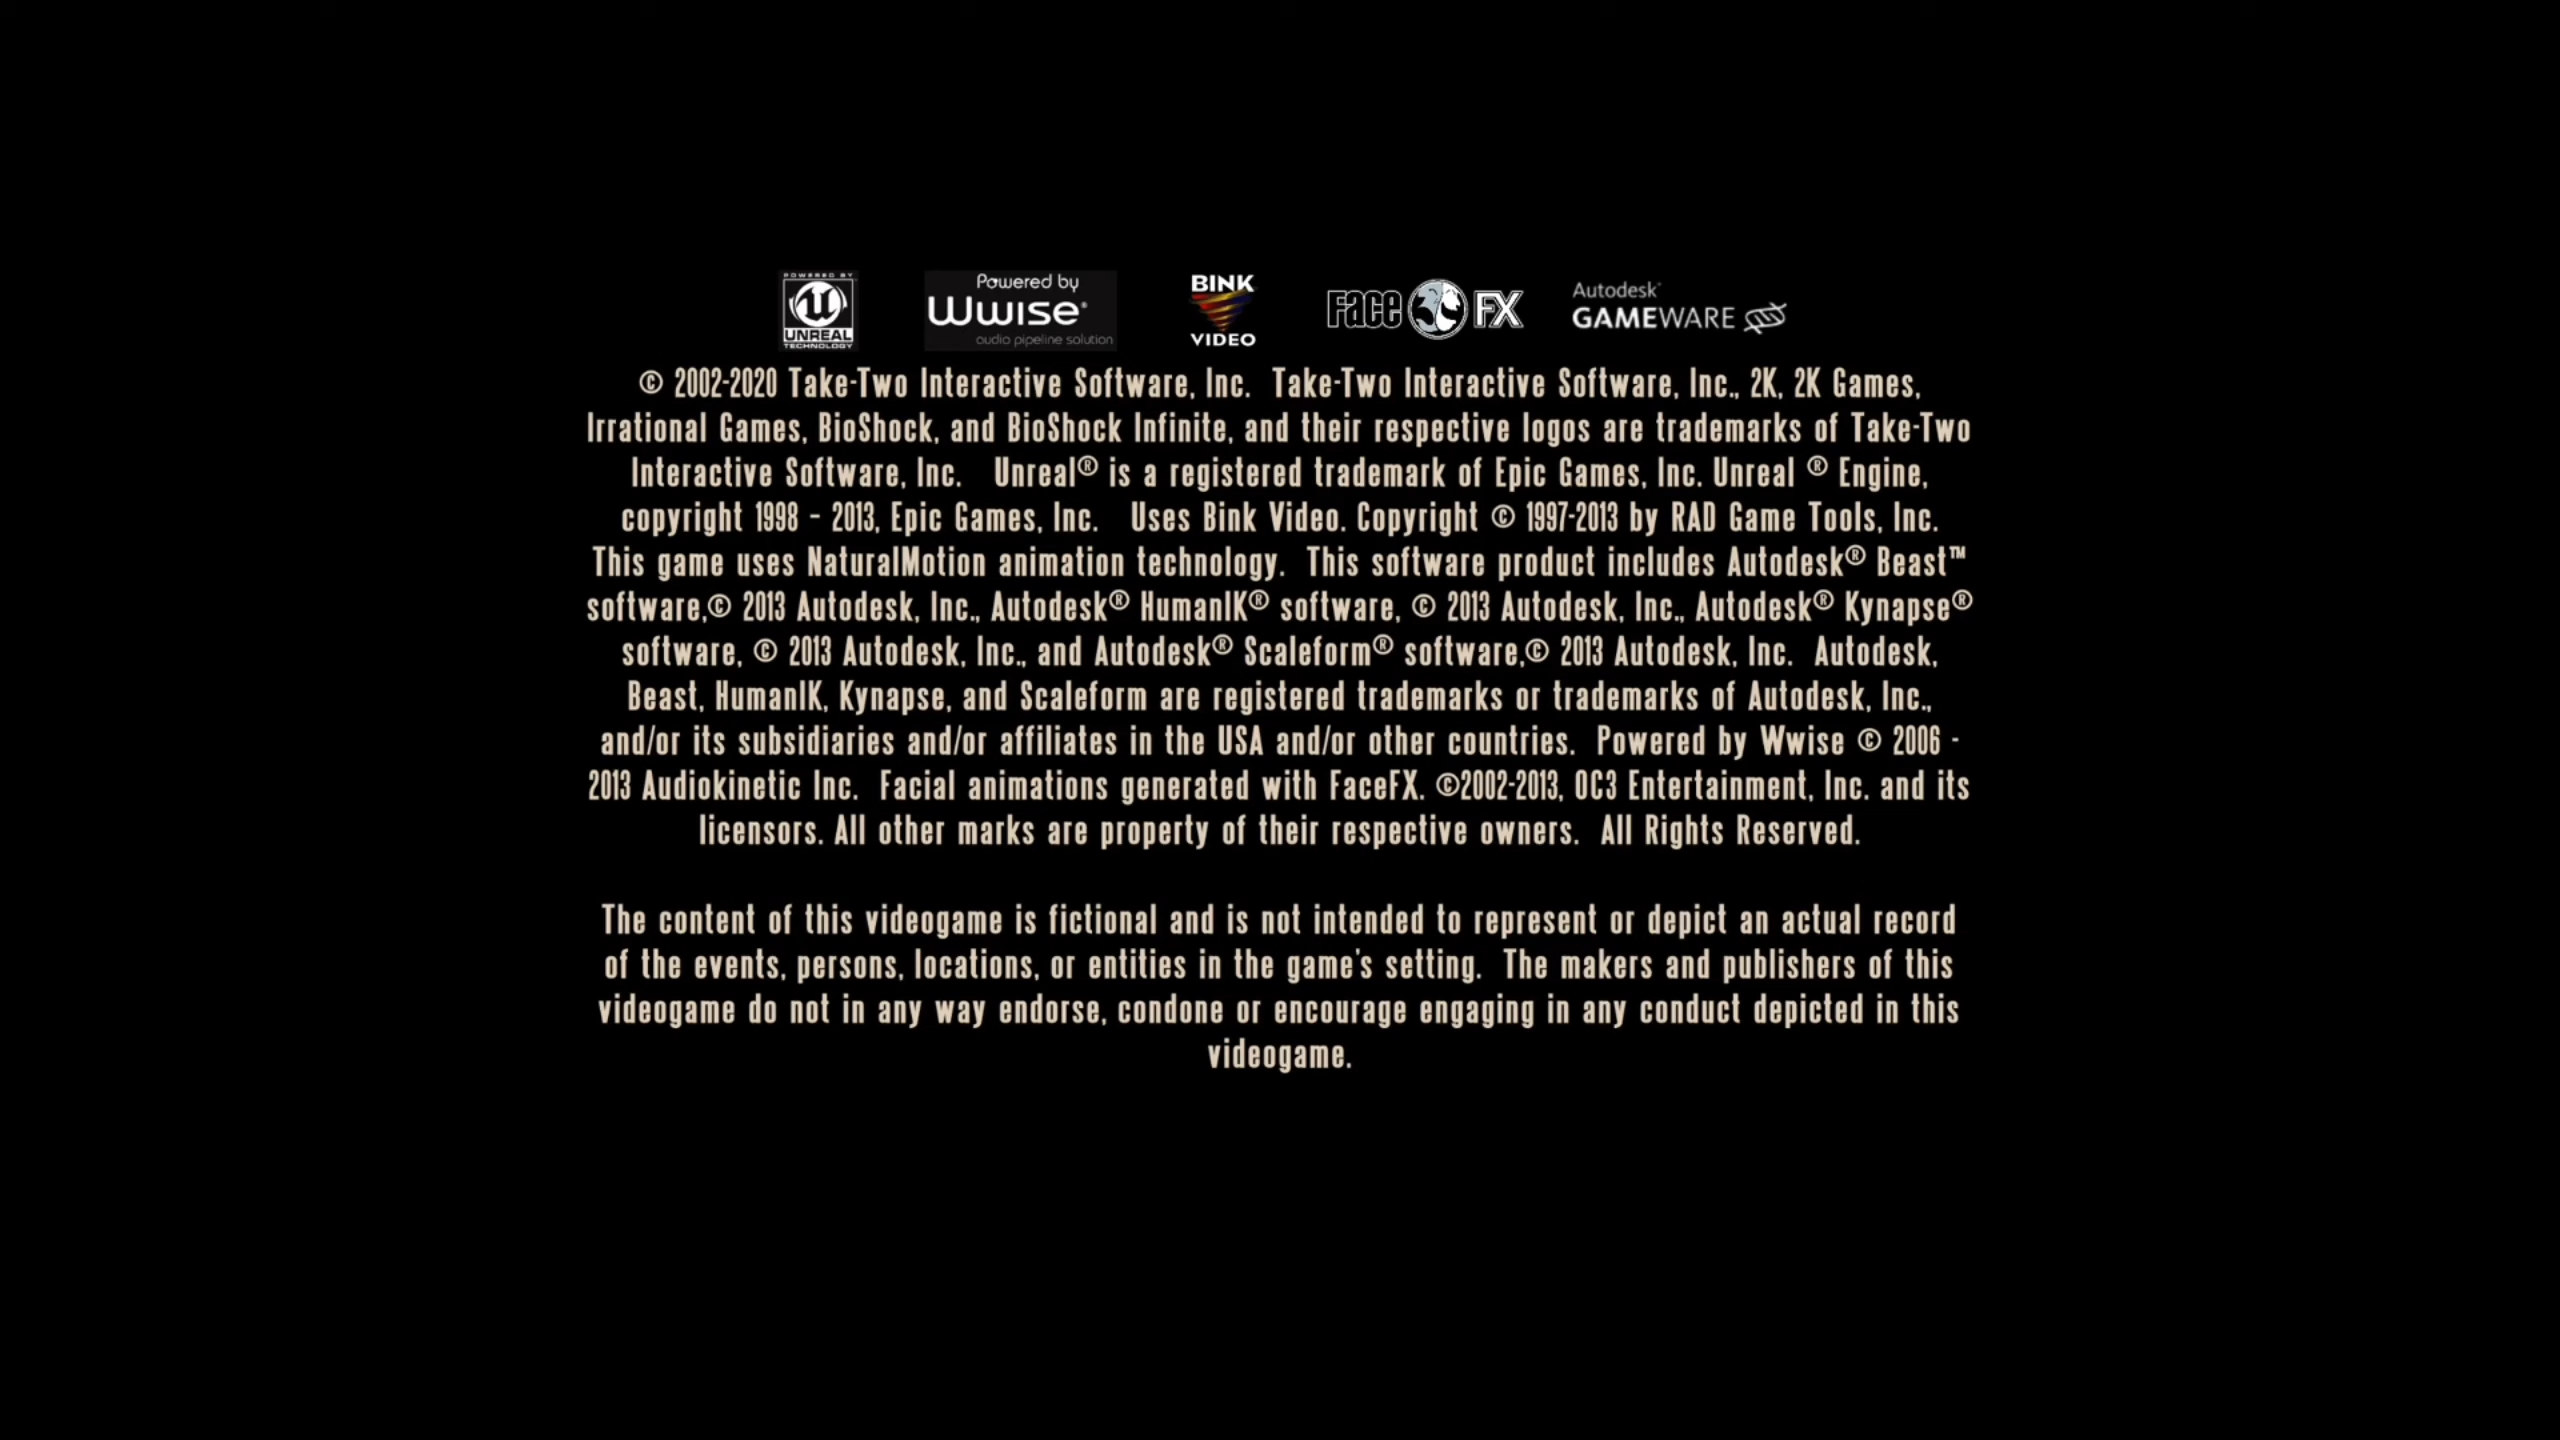 POWERED BY
UNREAL
TECHNOLOGY
Powered by
Wwise®
audio pipeline solution
BINK
VIDEO
Face FX
Autodesk®
GAMEWARE
© 2002-2020 Take-Two Interactive Software, Inc.  Take-Two Interactive Software, Inc., 2K, 2K Games,
Irrational Games, BioShock, and BioShock Infinite, and their respective logos are trademarks of Take-Two
Interactive Software, Inc.   Unreal® is a registered trademark of Epic Games, Inc. Unreal ® Engine,
copyright 1998 - 2013, Epic Games, Inc.   Uses Bink Video. Copyright © 1997-2013 by RAD Game Tools, Inc.
This game uses NaturalMotion animation technology.  This software product includes Autodesk® Beast™
software,© 2013 Autodesk, Inc., Autodesk® HumanIK® software, © 2013 Autodesk, Inc., Autodesk® Kynapse®
software, © 2013 Autodesk, Inc., and Autodesk® Scaleform® software,© 2013 Autodesk, Inc.  Autodesk,
Beast, HumanIK, Kynapse, and Scaleform are registered trademarks or trademarks of Autodesk, Inc.,
and/or its subsidiaries and/or affiliates in the USA and/or other countries.  Powered by Wwise © 2006 -
2013 Audiokinetic Inc.  Facial animations generated with FaceFX. ©2002-2013, OC3 Entertainment, Inc. and its
licensors. All other marks are property of their respective owners.  All Rights Reserved.
The content of this videogame is fictional and is not intended to represent or depict an actual record
of the events, persons, locations, or entities in the game's setting.  The makers and publishers of this
videogame do not in any way endorse, condone or encourage engaging in any conduct depicted in this
videogame.